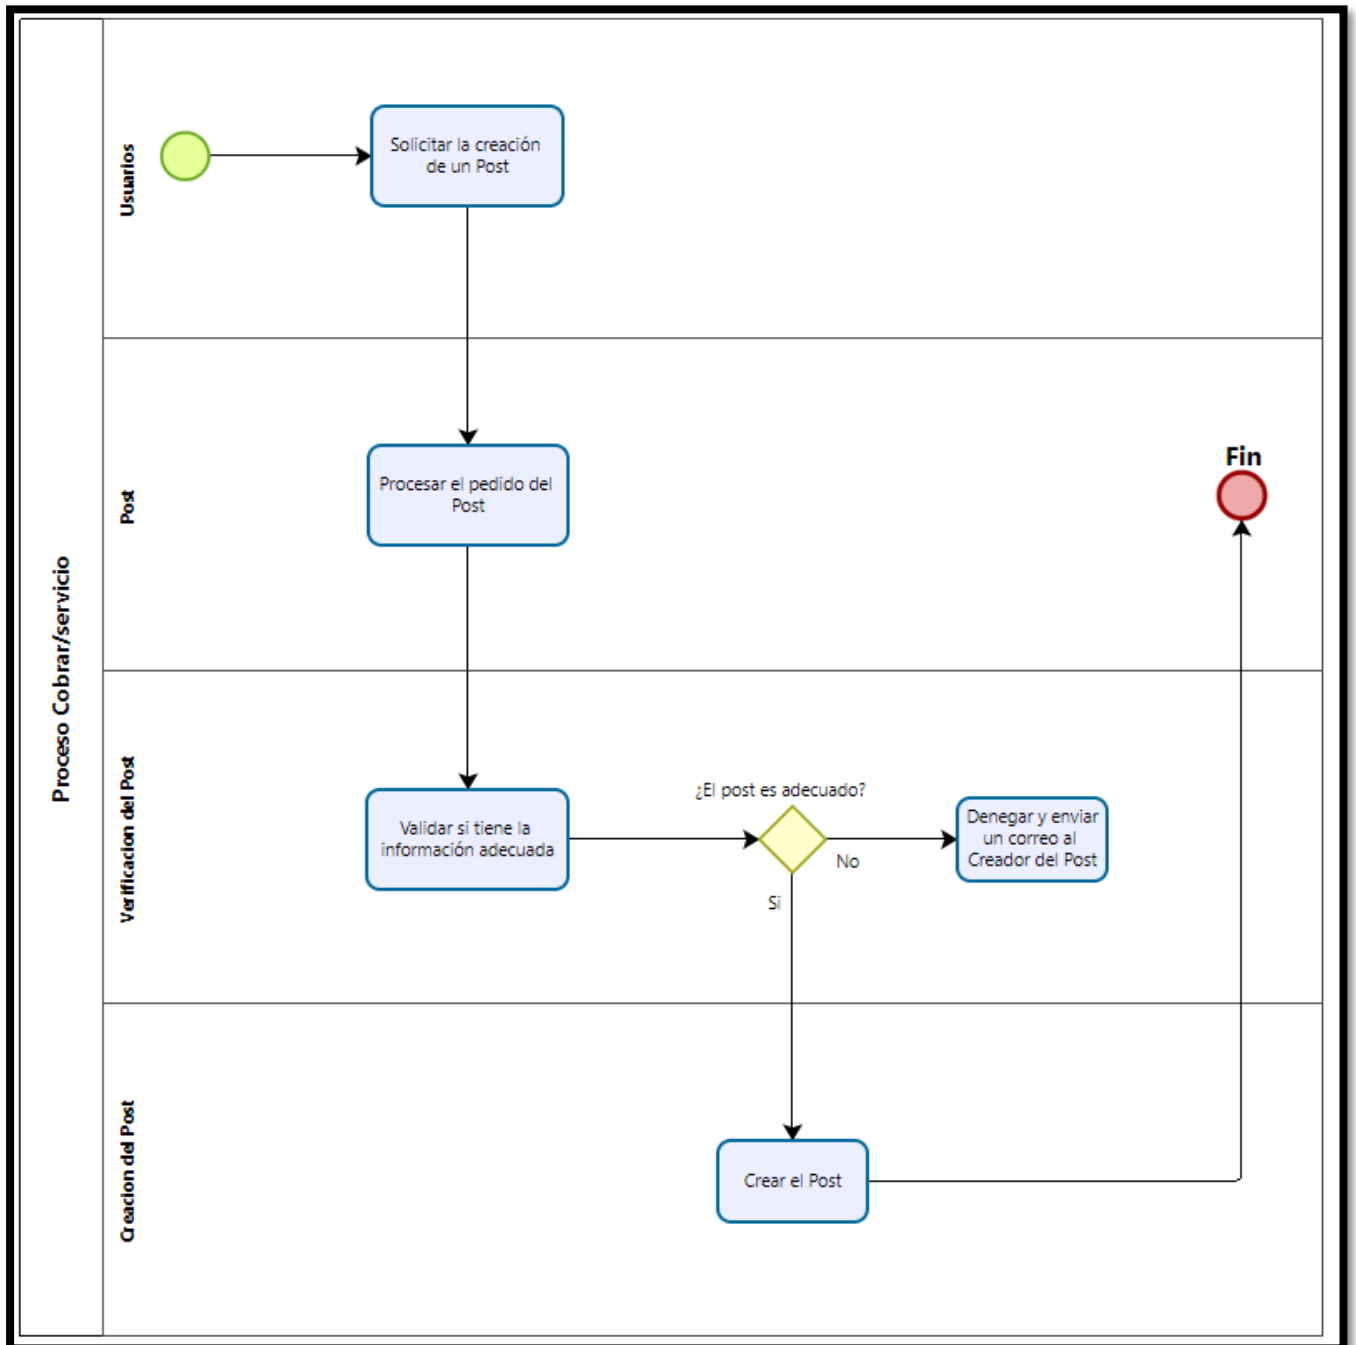 Proceso Cobrar/servicio
Usuarios
Solicitar la creación
de un Post
Post
Procesar el pedido del
Post
Fin
Verificacion del Post
Validar si tiene la
información adecuada
¿El post es adecuado?
No
Si
Denegar y enviar
un correo al
Creador del Post
Creacion del Post
Crear el Post